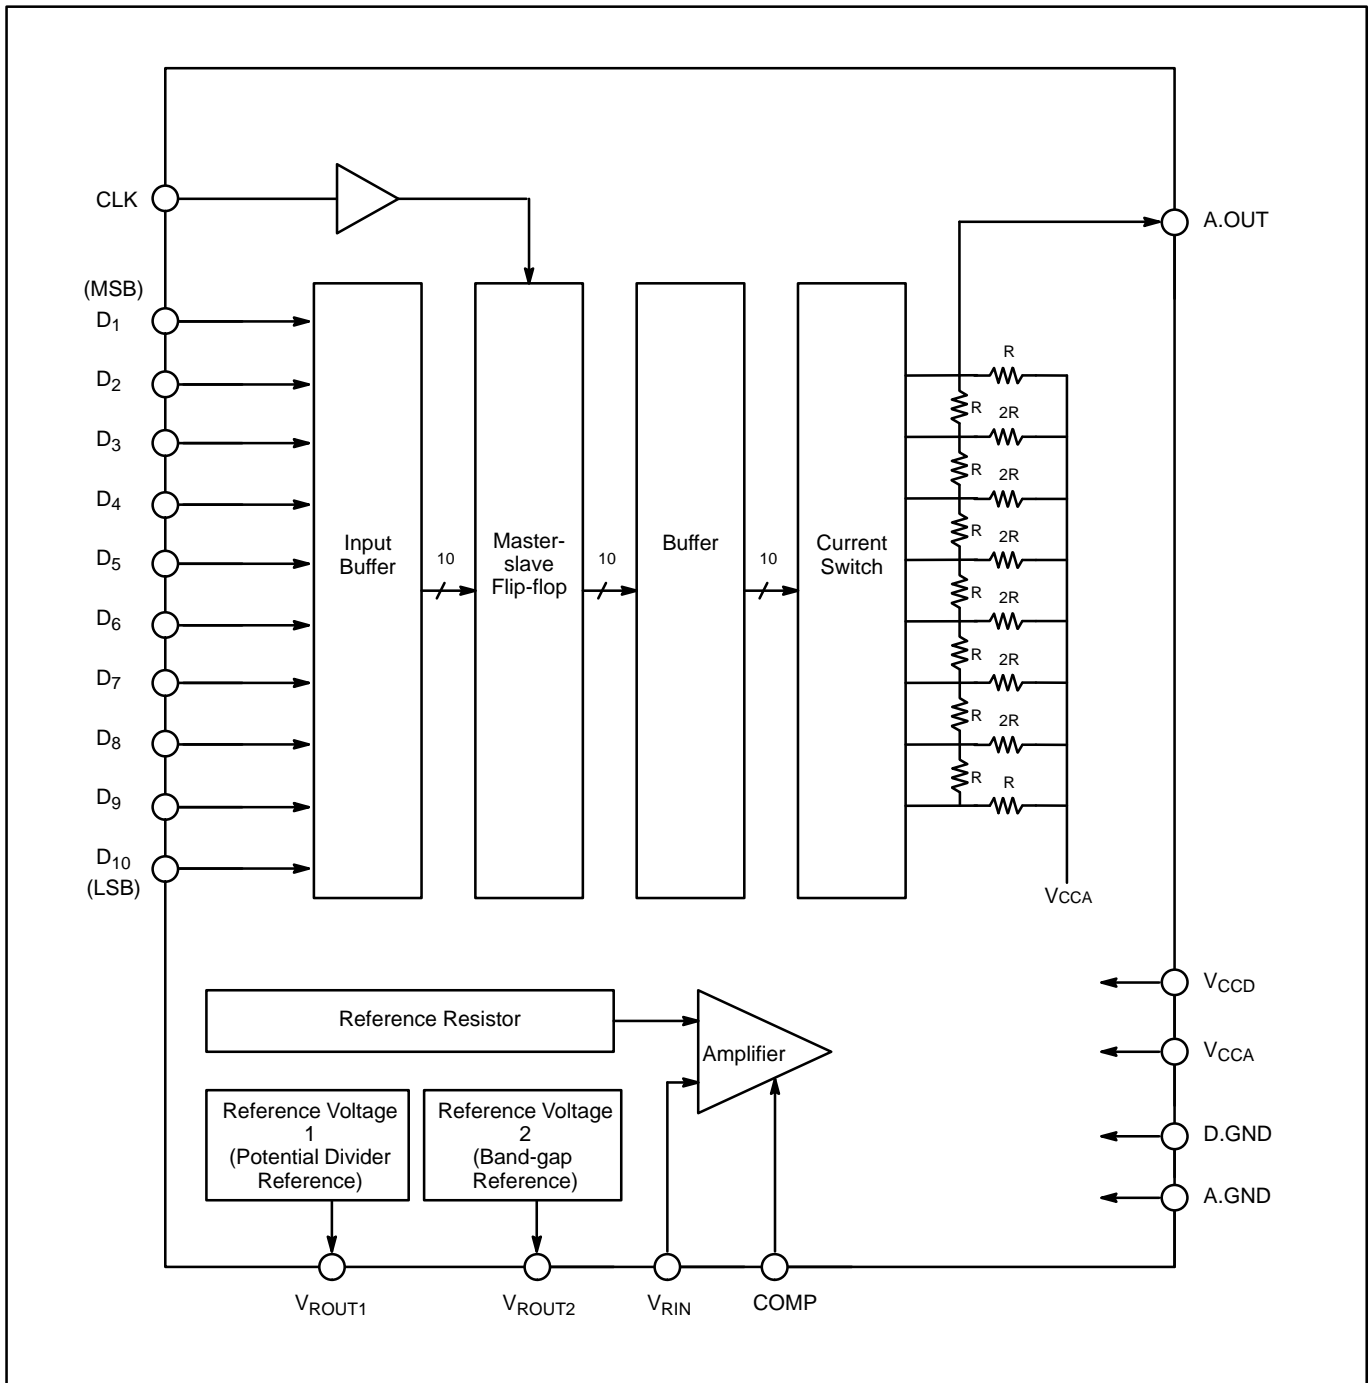 CLK
A.OUT
(MSB)
D1
D2
D3
D4
D5
D6
D7
D8
D9
D10
(LSB)
Input
Buffer
10
Master-
slave
Flip-flop
10
Buffer
10
Current
Switch
R
R
2R
R
2R
R
2R
R
2R
R
2R
R
2R
R
R
VCCA
VCCD
VCCA
D.GND
A.GND
Reference Resistor
Amplifier
Reference Voltage
1
(Potential Divider
Reference)
Reference Voltage
2
(Band-gap
Reference)
VROUT1
VROUT2
VRIN
COMP